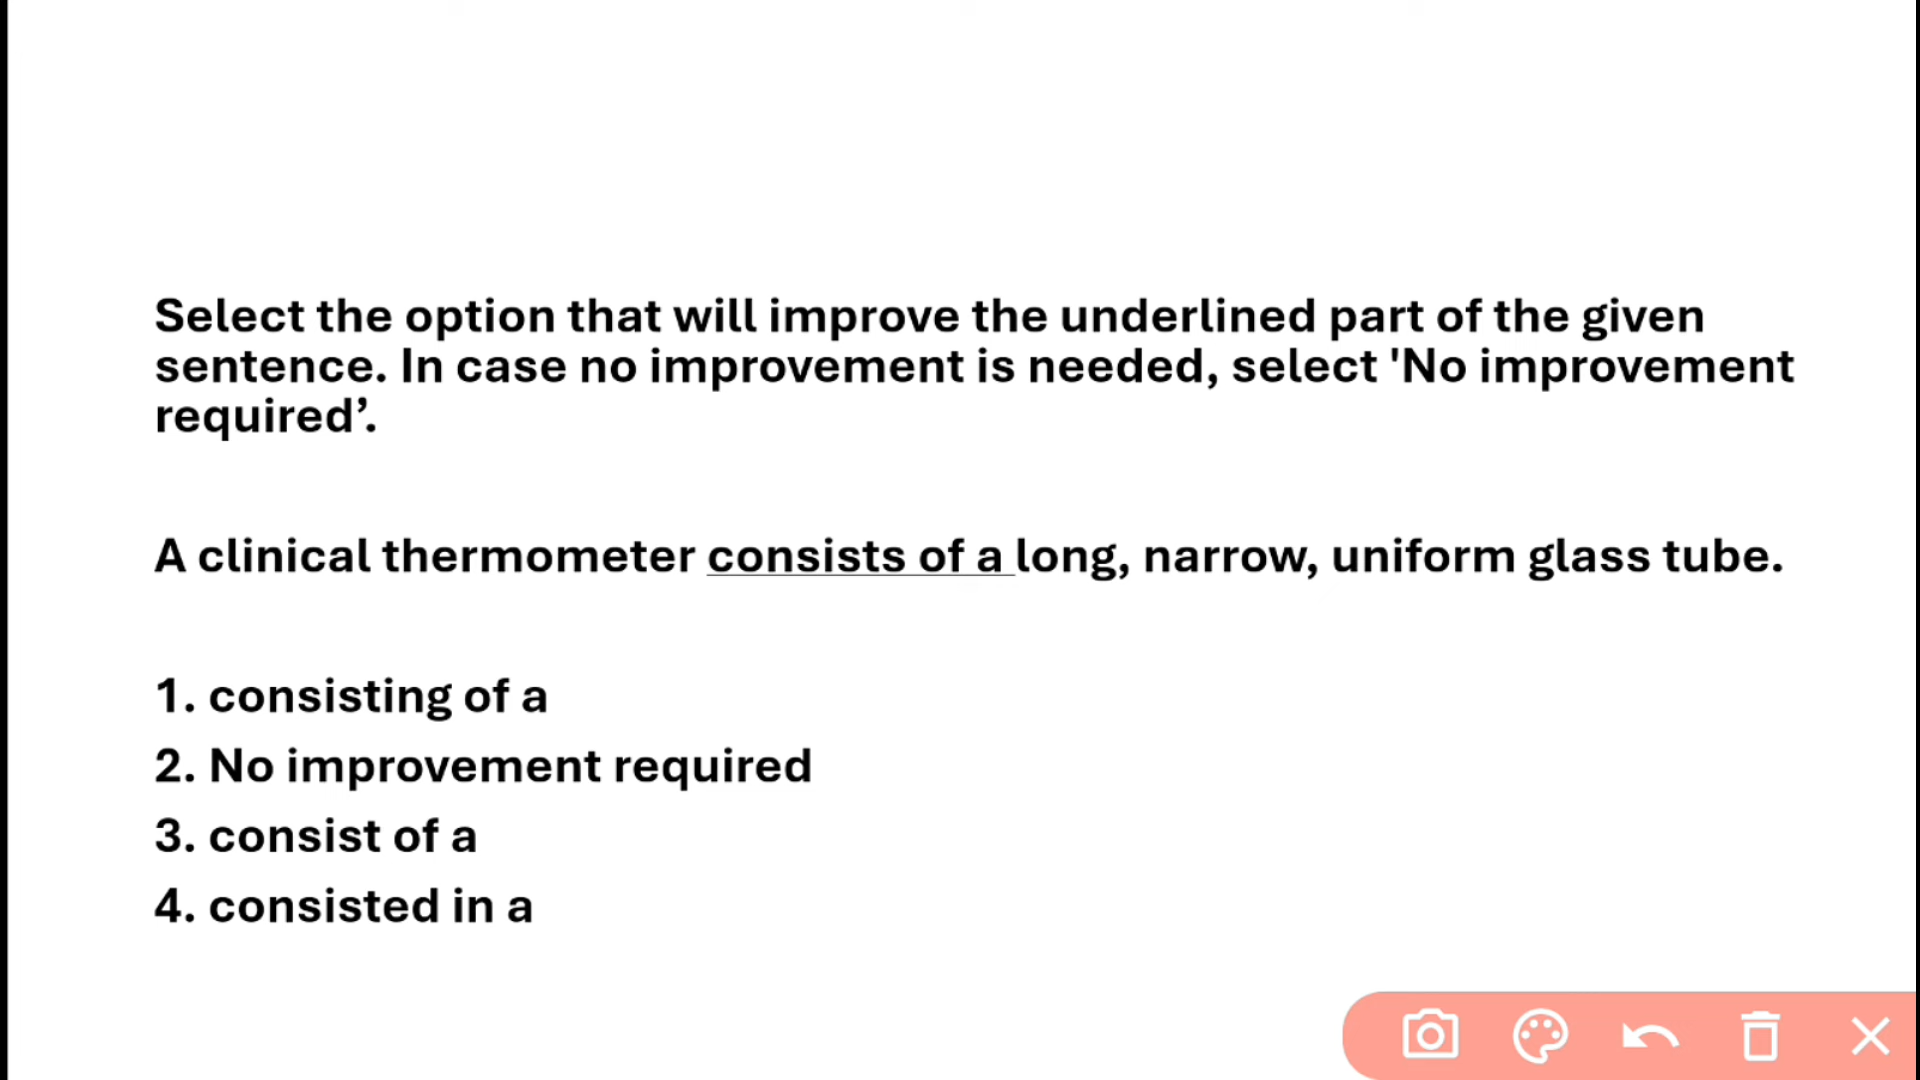 Select the option that will improve the underlined part of the given
sentence. In case no improvement is needed, select 'No improvement
required’.
A clinical thermometer consists of a long, narrow, uniform glass tube.
1. consisting of a
2. No improvement required
3. consist of a
4. consisted in a